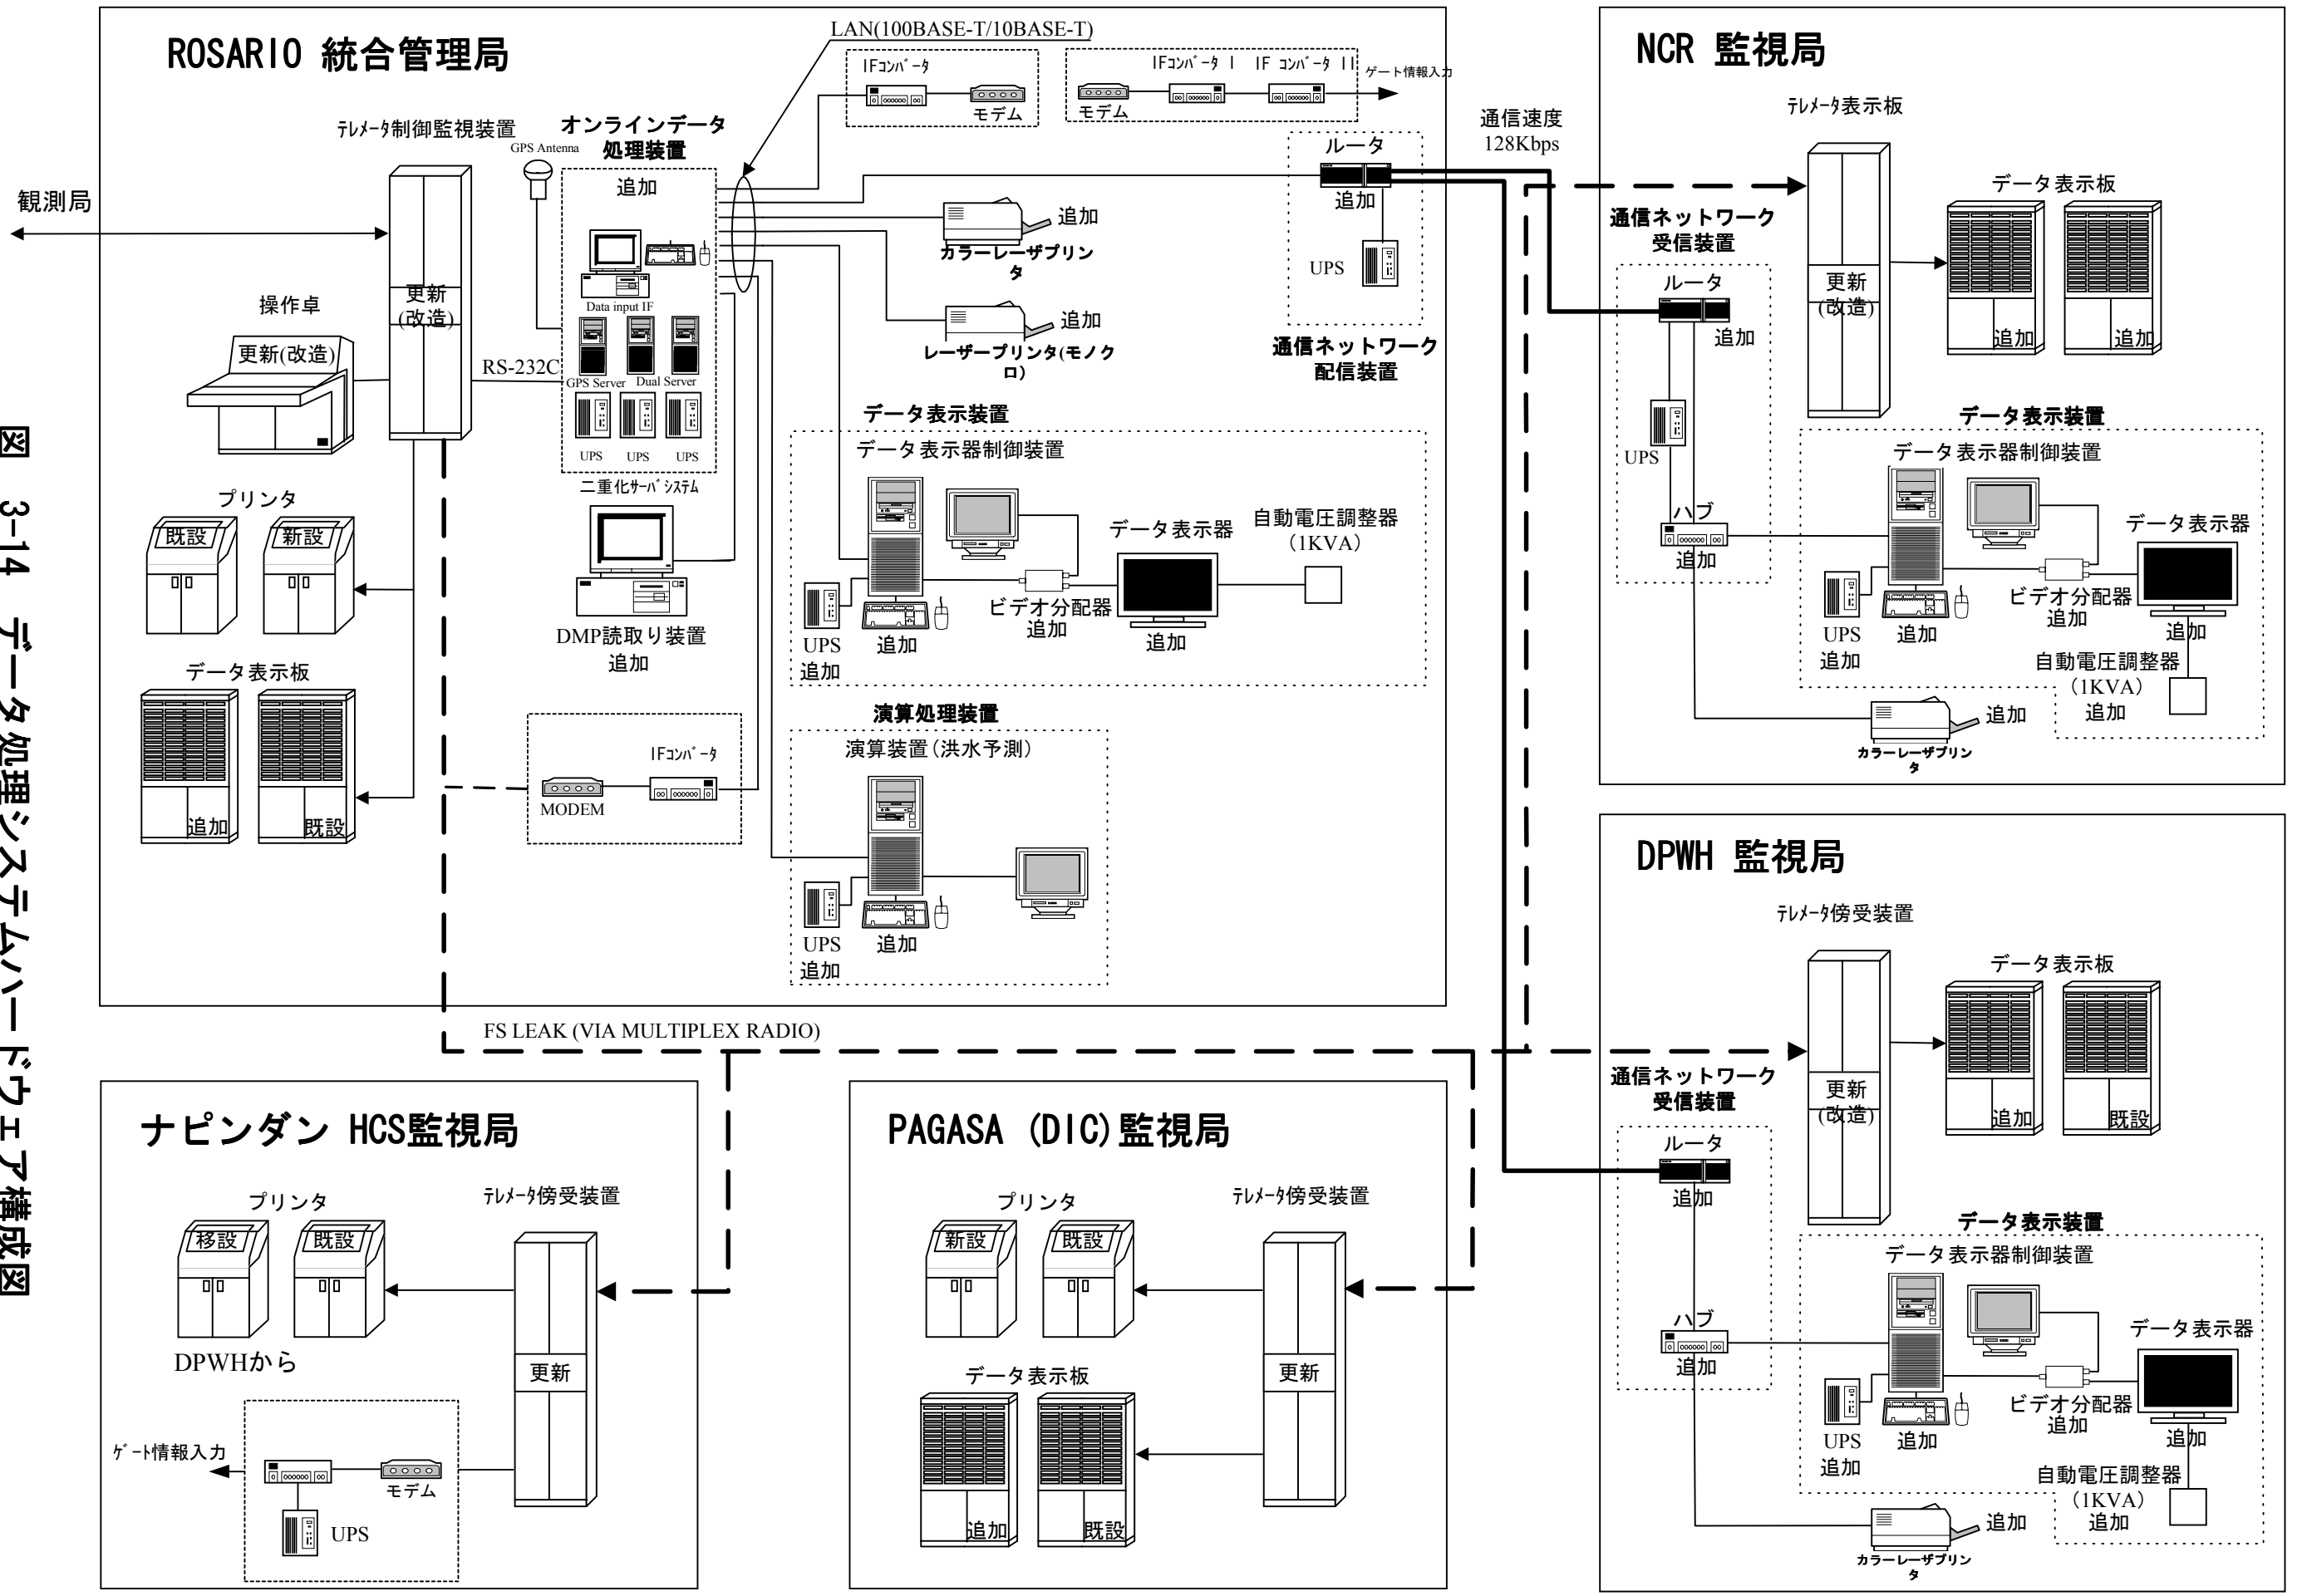 図 3-14 データ処理システムハードウェア構成図
ROSARIO 統合管理局
LAN(100BASE-T/10BASE-T)
IFコンバータ
モデム
IFコンバータ I
IF コンバータ II
モデム
ゲート情報入力
テレメータ制御監視装置
GPS Antenna
オンラインデータ
処理装置
追加
ルータ
追加
UPS
通信ネットワーク
配信装置
通信速度
128Kbps
観測局
更新
(改造)
操作卓
更新(改造)
RS-232C
Data input IF
GPS Server
Dual Server
UPS
UPS
UPS
二重化サーバシステム
追加
カラーレーザプリン
タ
追加
レーザープリンタ(モノク
ロ)
プリンタ
既設
新設
データ表示板
追加
既設
DMP読取り装置
追加
データ表示装置
データ表示器制御装置
データ表示器
自動電圧調整器
(1KVA)
ビデオ分配器
追加
追加
追加
UPS
追加
IFコンバータ
MODEM
演算処理装置
演算装置(洪水予測)
UPS
追加
追加
FS LEAK (VIA MULTIPLEX RADIO)
NCR 監視局
テレメータ表示板
更新
(改造)
データ表示板
追加
追加
通信ネットワーク
受信装置
ルータ
追加
UPS
ハブ
追加
データ表示装置
データ表示器制御装置
データ表示器
ビデオ分配器
追加
追加
UPS
追加
追加
自動電圧調整器
(1KVA)
追加
追加
カラーレーザプリン
タ
DPWH 監視局
テレメータ傍受装置
更新
(改造)
データ表示板
追加
既設
通信ネットワーク
受信装置
ルータ
追加
ハブ
追加
データ表示装置
データ表示器制御装置
データ表示器
ビデオ分配器
追加
追加
UPS
追加
追加
自動電圧調整器
(1KVA)
追加
追加
カラーレーザプリン
タ
ナピンダン HCS監視局
プリンタ
移設
既設
DPWHから
テレメータ傍受装置
更新
ゲート情報入力
モデム
UPS
PAGASA (DIC)監視局
プリンタ
新設
既設
テレメータ傍受装置
更新
データ表示板
追加
既設